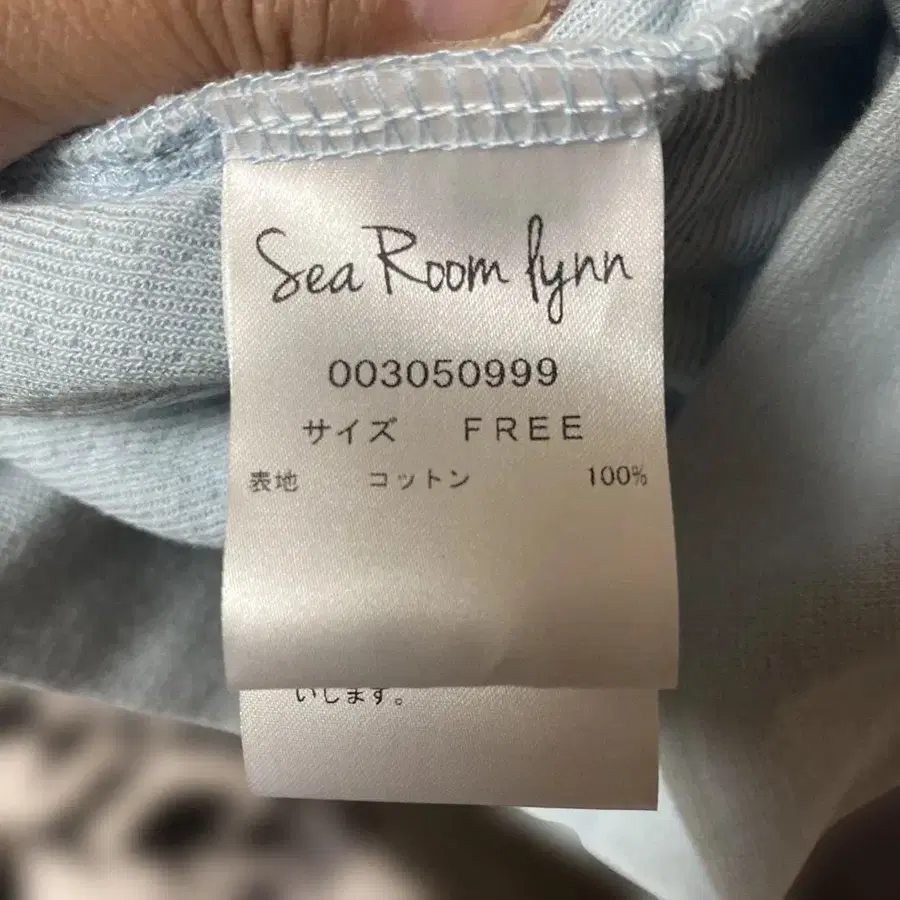 Sea Room lynn
003050999
サイズ FREE
表地 コットン 100%
いします。